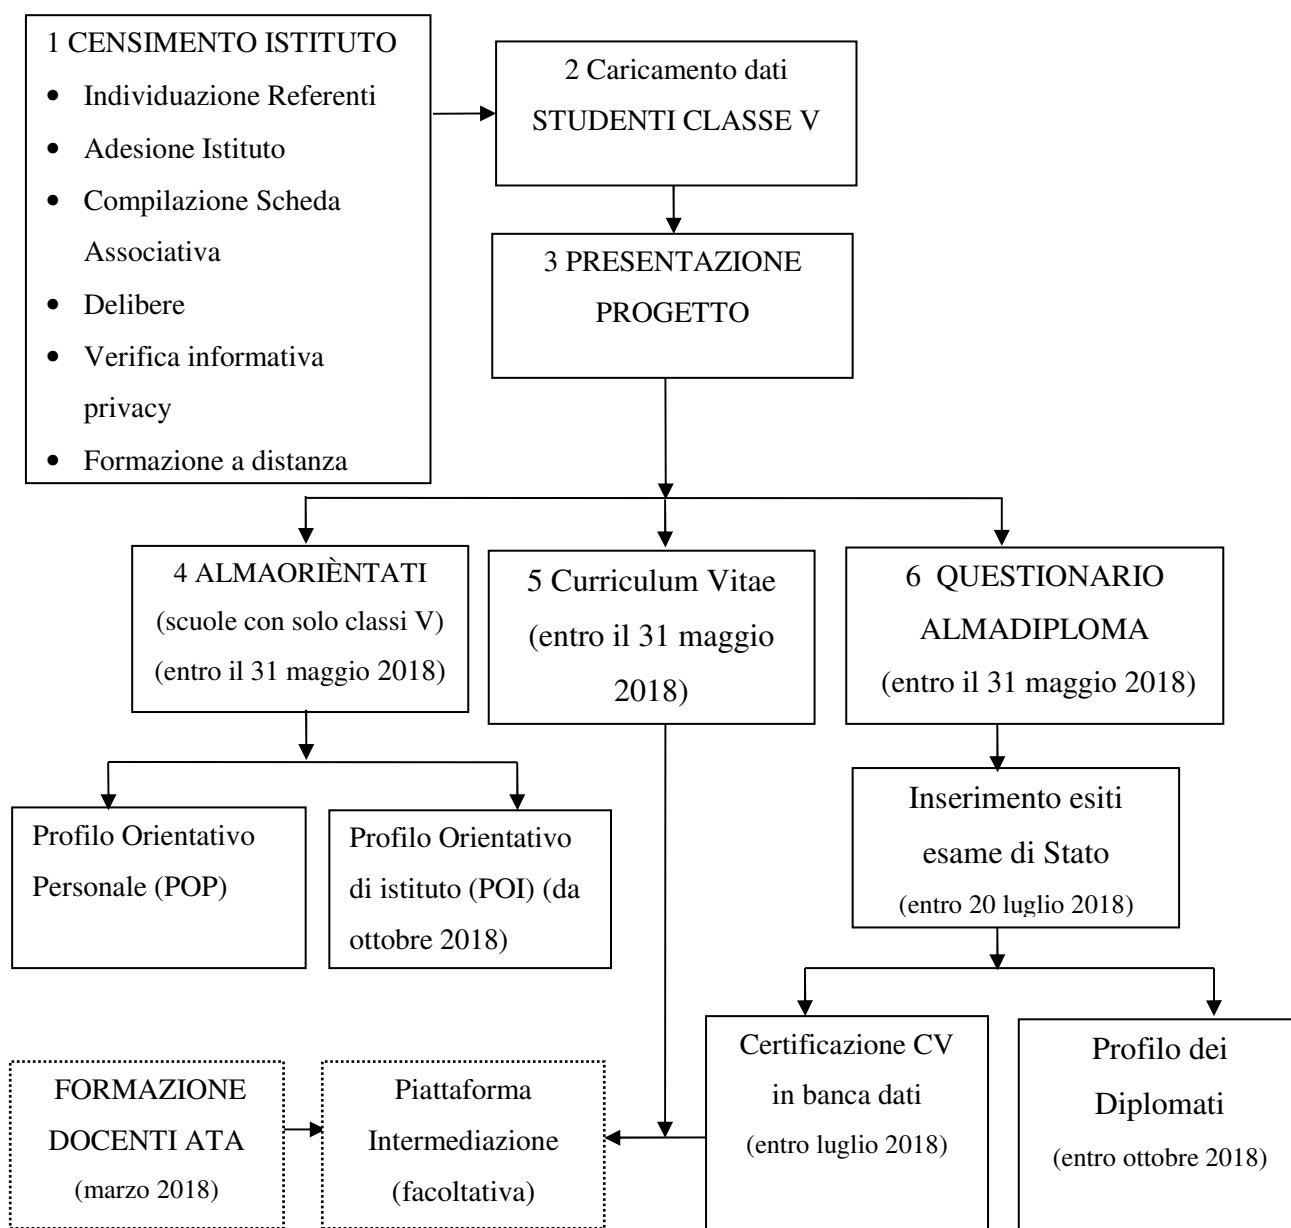 1 CENSIMENTO ISTITUTO
• Individuazione Referenti
• Adesione Istituto
• Compilazione Scheda
Associativa
• Delibere
• Verifica informativa
privacy
• Formazione a distanza
2 Caricamento dati
STUDENTI CLASSE V
3 PRESENTAZIONE
PROGETTO
4 ALMAORIÈNTATI
(scuole con solo classi V)
(entro il 31 maggio 2018)
5 Curriculum Vitae
(entro il 31 maggio
2018)
6 QUESTIONARIO
ALMADIPLOMA
(entro il 31 maggio 2018)
Profilo Orientativo
Personale (POP)
Profilo Orientativo
di istituto (POI) (da
ottobre 2018)
Inserimento esiti
esame di Stato
(entro 20 luglio 2018)
FORMAZIONE
DOCENTI ATA
(marzo 2018)
Piattaforma
Intermediazione
(facoltativa)
Certificazione CV
in banca dati
(entro luglio 2018)
Profilo dei
Diplomati
(entro ottobre 2018)